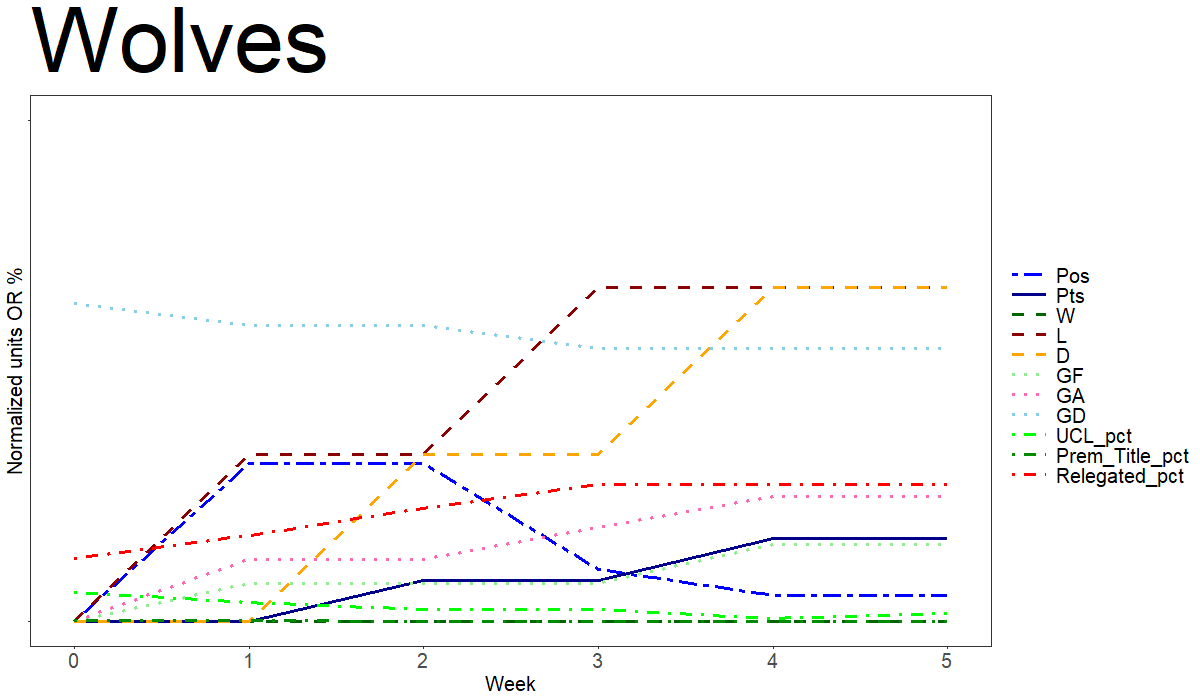 Wolves
Normalized units OR %
0 1 2 3 4 5
Week
Pos
Pts
W
L
D
GF
GA
GD
UCL_pct
Prem_Title_pct
Relegated_pct